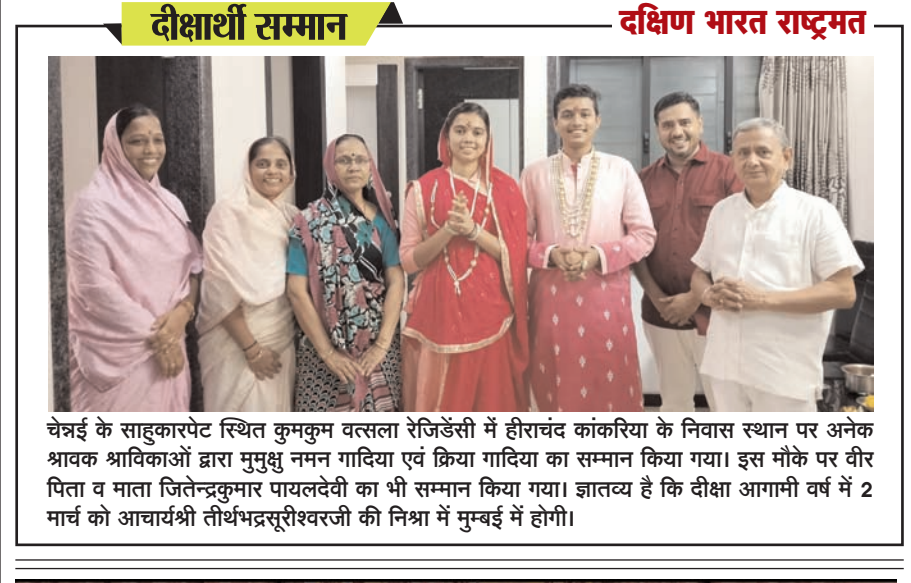 दीक्षार्थी सम्मान
दक्षिण भारत राष्ट्रमत
चेन्नई के साहुकारपेट स्थित कुमकुम वत्सला रेजिडेंसी में हीराचंद कांकरिया के निवास स्थान पर अनेक
श्रावक श्राविकाओं द्वारा मुमुक्षु नमन गादिया एवं क्रिया गादिया का सम्मान किया गया। इस मौके पर वीर
पिता व माता जितेन्द्रकुमार पायलदेवी का भी सम्मान किया गया। ज्ञातव्य है कि दीक्षा आगामी वर्ष में 2
मार्च को आचार्यश्री तीर्थभद्रसूरीश्वरजी की निश्रा में मुम्बई में होगी।